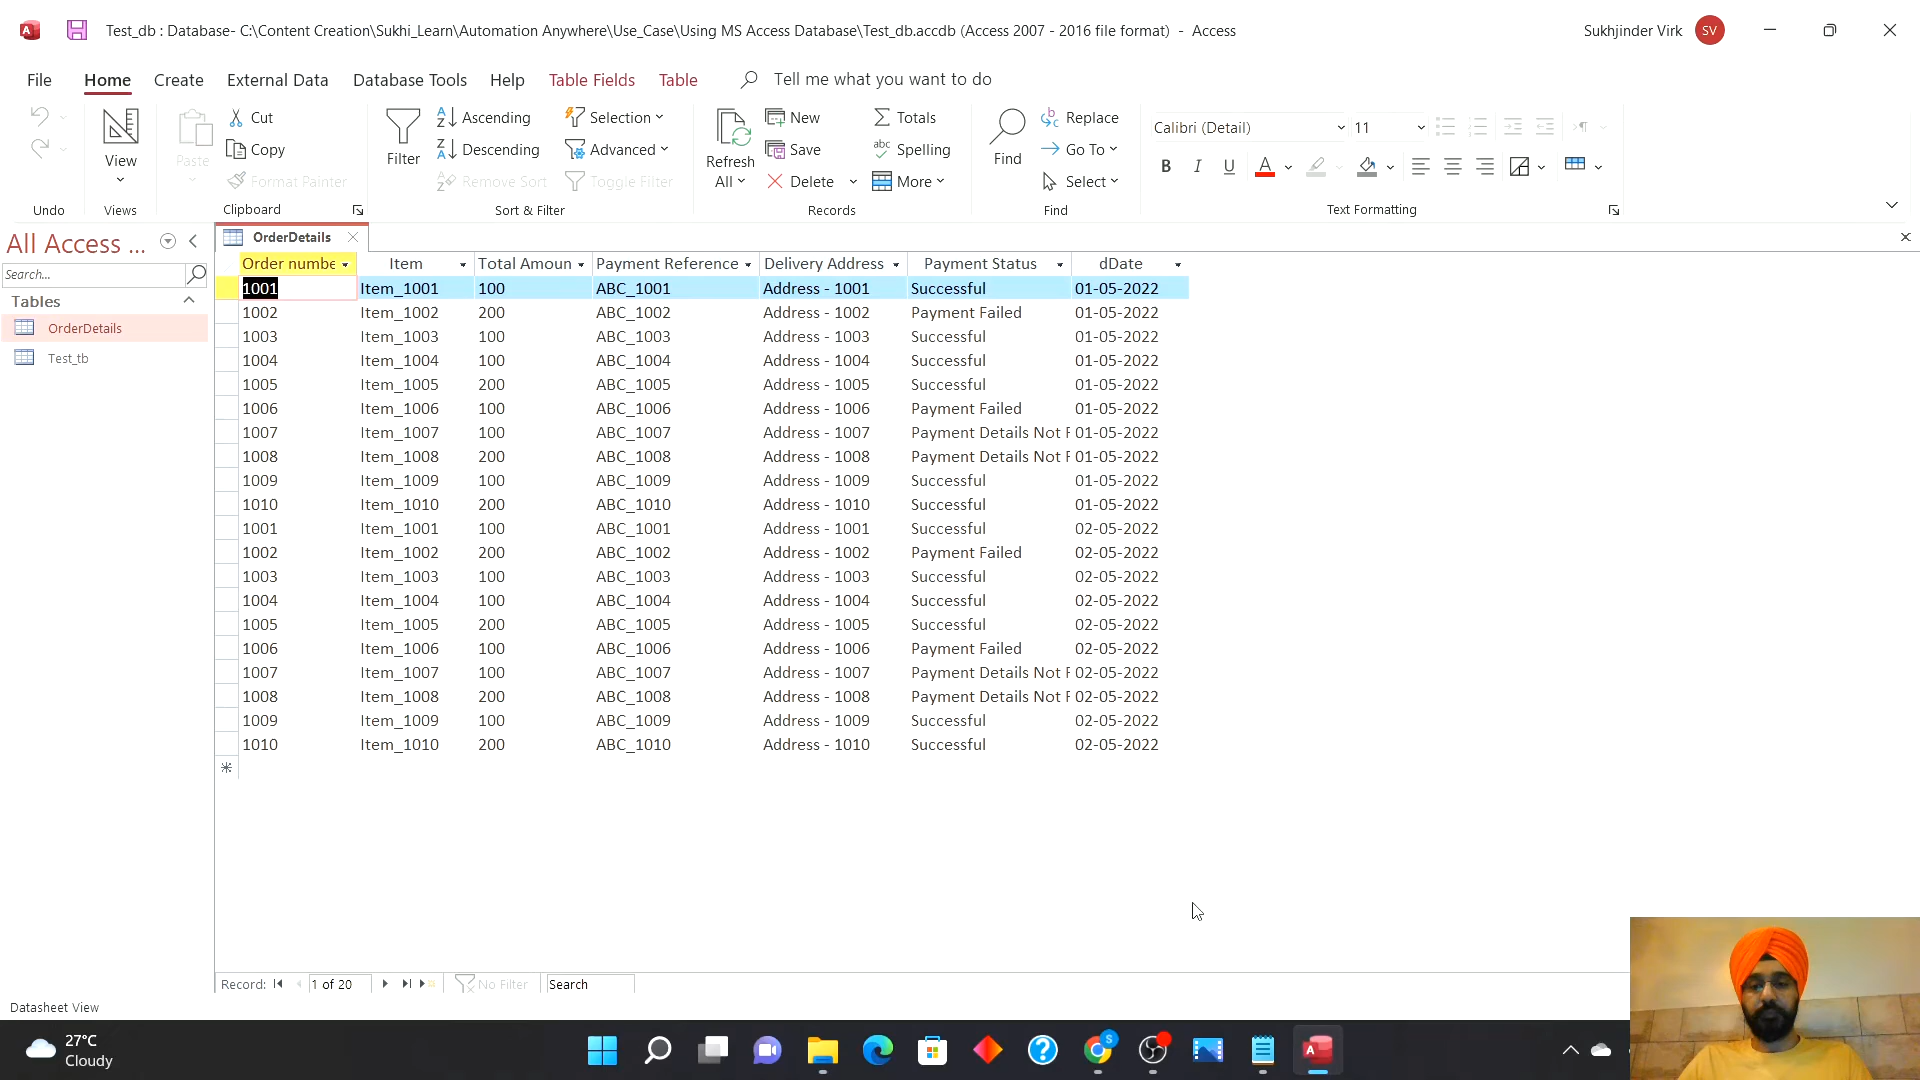 Test_db : Database- C:\Content Creation\Sukhi_Learn\Automation Anywhere\Use_Case\Using MS Access Database\Test_db.accdb (Access 2007 - 2016 file format) - Access
Sukhjinder Virk SV
File Home Create External Data Database Tools Help Table Fields Table Tell me what you want to do
View
Paste
Cut
Copy
Format Painter
Filter
Ascending
Descending
Remove Sort
Selection
Advanced
Toggle Filter
Refresh All
New
Save
Delete
Totals
Spelling
More
Find
Replace
Go To
Select
Calibri (Detail) 11
B I U A
Undo Views Clipboard Sort & Filter Records Find Text Formatting
All Access ...
Search...
Tables
OrderDetails
Test_tb
OrderDetails
Order numbe Item Total Amoun Payment Reference Delivery Address Payment Status dDate
1001 Item_1001 100 ABC_1001 Address - 1001 Successful 01-05-2022
1002 Item_1002 200 ABC_1002 Address - 1002 Payment Failed 01-05-2022
1003 Item_1003 100 ABC_1003 Address - 1003 Successful 01-05-2022
1004 Item_1004 100 ABC_1004 Address - 1004 Successful 01-05-2022
1005 Item_1005 200 ABC_1005 Address - 1005 Successful 01-05-2022
1006 Item_1006 100 ABC_1006 Address - 1006 Payment Failed 01-05-2022
1007 Item_1007 100 ABC_1007 Address - 1007 Payment Details Not F 01-05-2022
1008 Item_1008 200 ABC_1008 Address - 1008 Payment Details Not F 01-05-2022
1009 Item_1009 100 ABC_1009 Address - 1009 Successful 01-05-2022
1010 Item_1010 200 ABC_1010 Address - 1010 Successful 01-05-2022
1001 Item_1001 100 ABC_1001 Address - 1001 Successful 02-05-2022
1002 Item_1002 200 ABC_1002 Address - 1002 Payment Failed 02-05-2022
1003 Item_1003 100 ABC_1003 Address - 1003 Successful 02-05-2022
1004 Item_1004 100 ABC_1004 Address - 1004 Successful 02-05-2022
1005 Item_1005 200 ABC_1005 Address - 1005 Successful 02-05-2022
1006 Item_1006 100 ABC_1006 Address - 1006 Payment Failed 02-05-2022
1007 Item_1007 100 ABC_1007 Address - 1007 Payment Details Not F 02-05-2022
1008 Item_1008 200 ABC_1008 Address - 1008 Payment Details Not F 02-05-2022
1009 Item_1009 100 ABC_1009 Address - 1009 Successful 02-05-2022
1010 Item_1010 200 ABC_1010 Address - 1010 Successful 02-05-2022
Record: 1 of 20 No Filter Search
Datasheet View
27°C
Cloudy